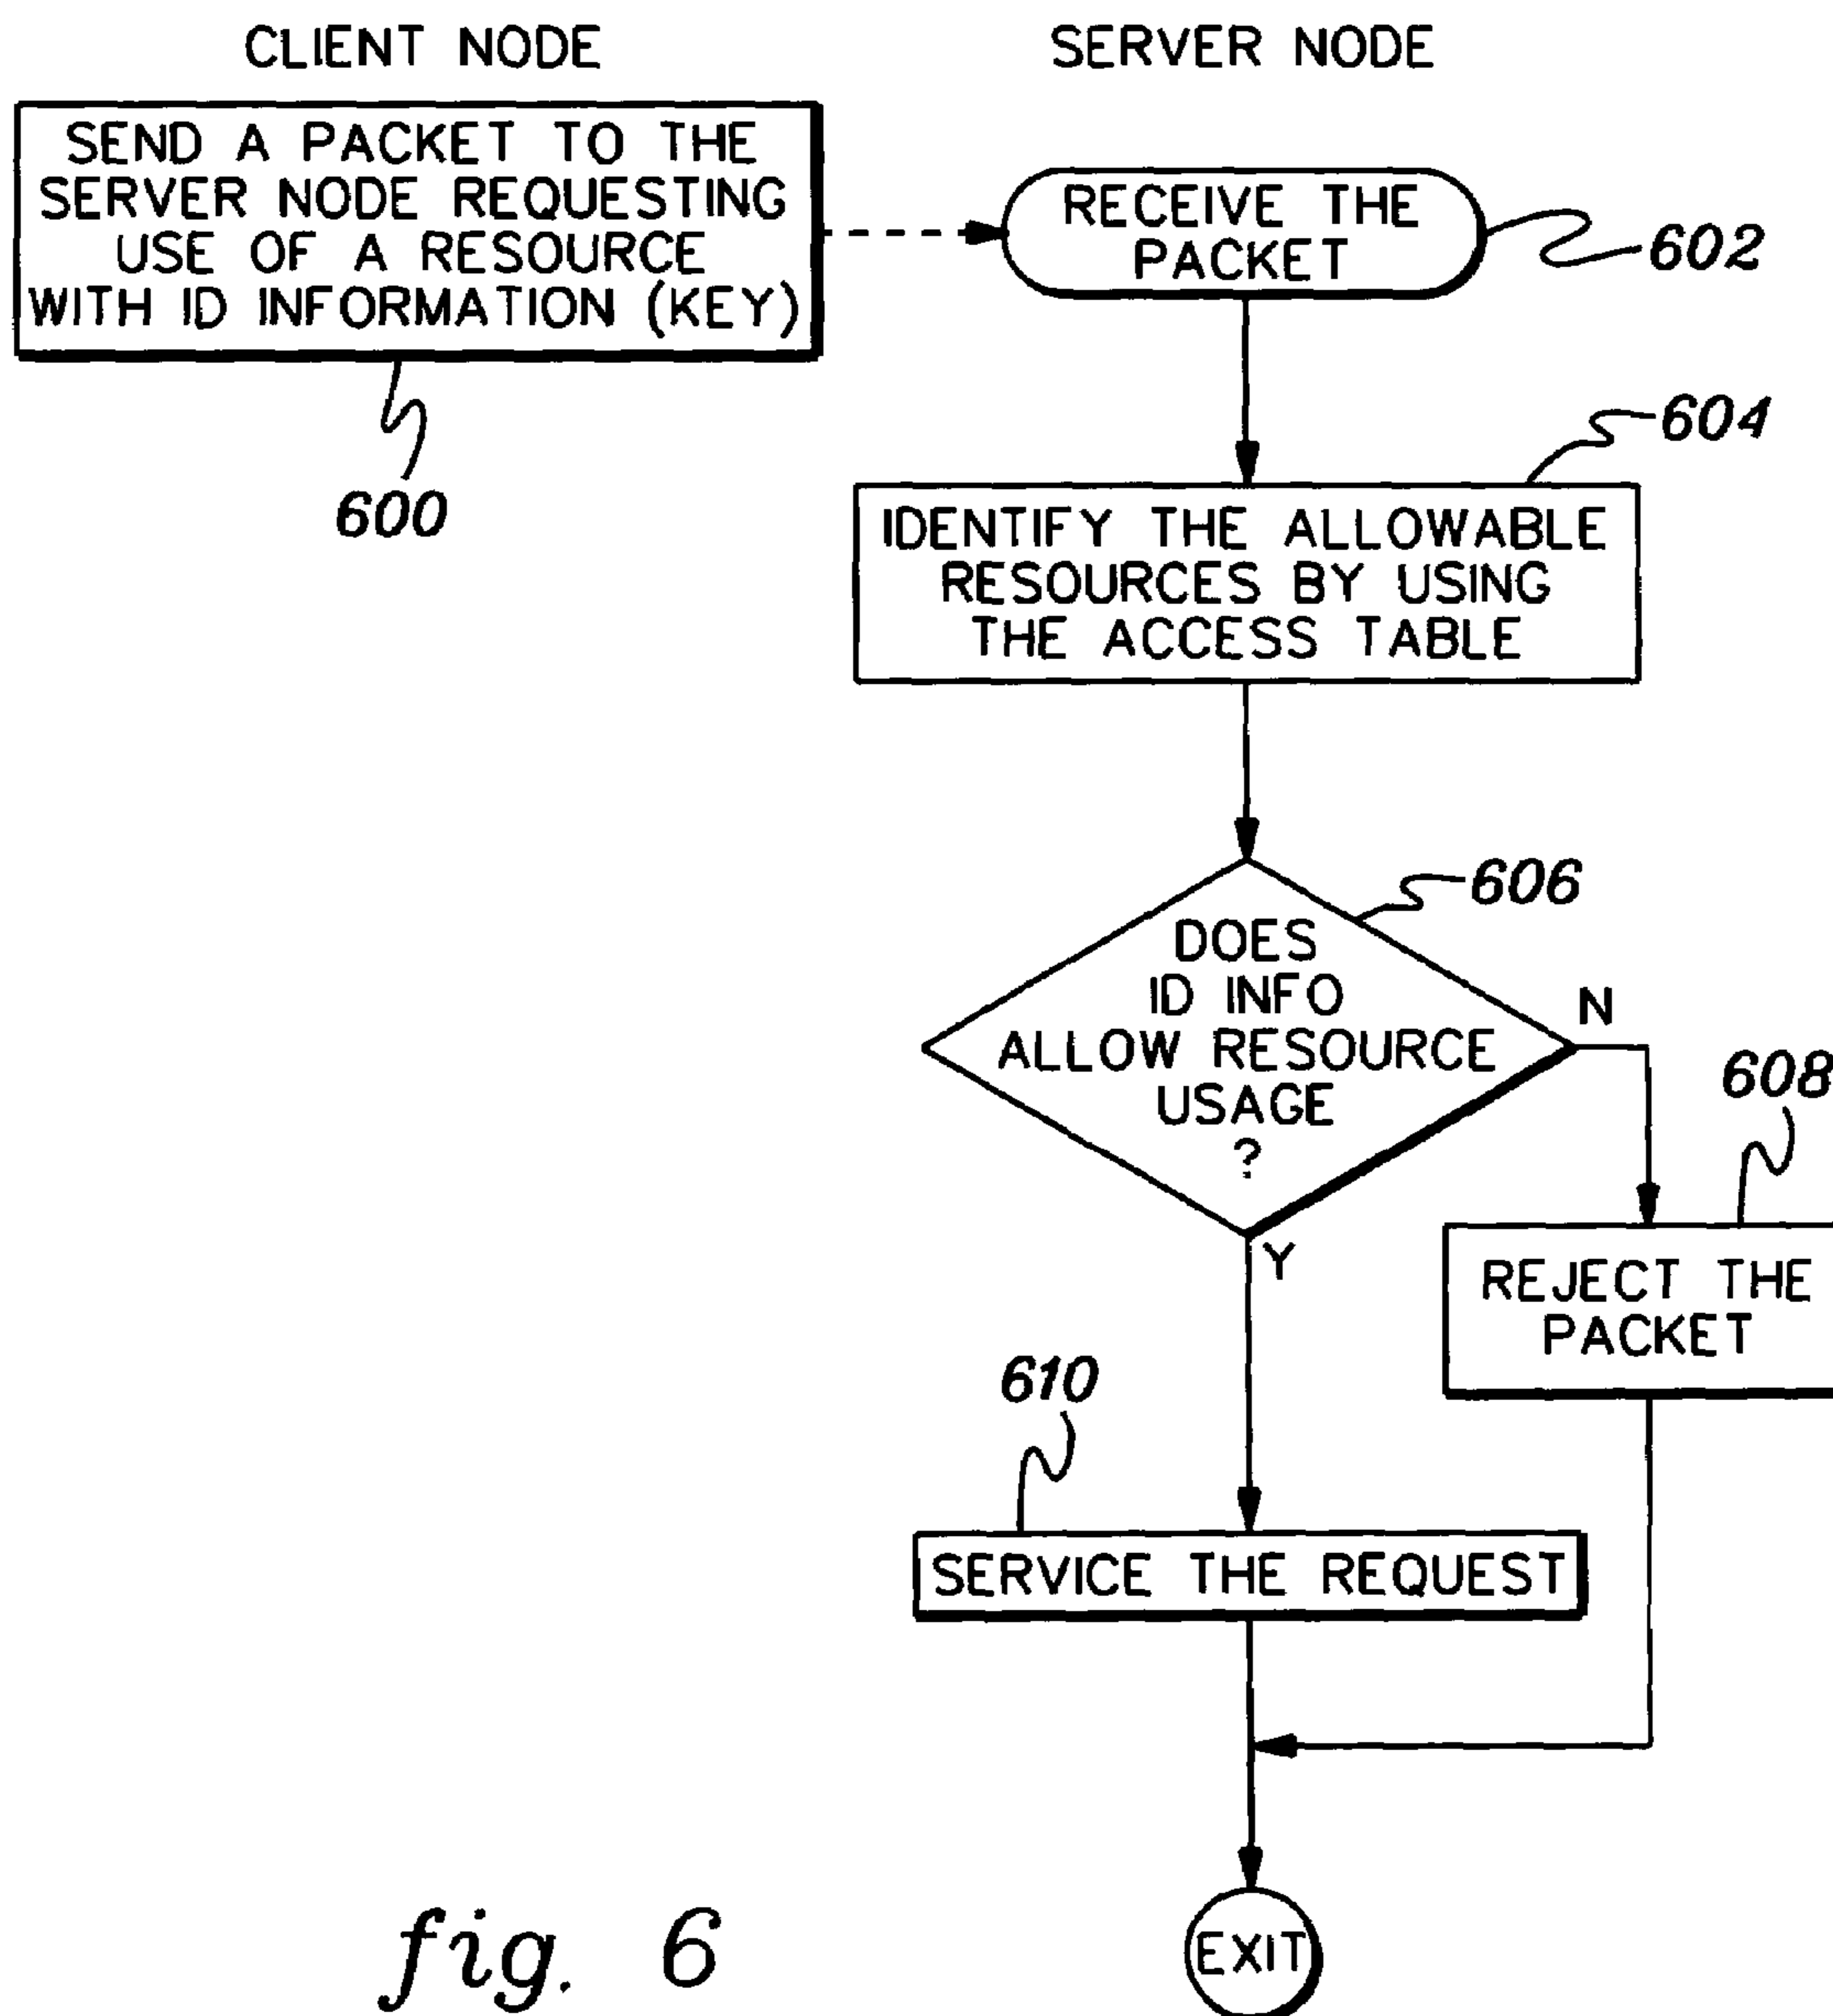 CLIENT NODE
SERVER NODE
SEND A PACKET TO THE
SERVER NODE REQUESTING
USE OF A RESOURCE
WITH ID INFORMATION (KEY)
600
RECEIVE THE
PACKET
602
604
IDENTIFY THE ALLOWABLE
RESOURCES BY USING
THE ACCESS TABLE
606
DOES
ID INFO
ALLOW RESOURCE
USAGE
?
N
Y
608
REJECT THE
PACKET
610
SERVICE THE REQUEST
EXIT
fig. 6